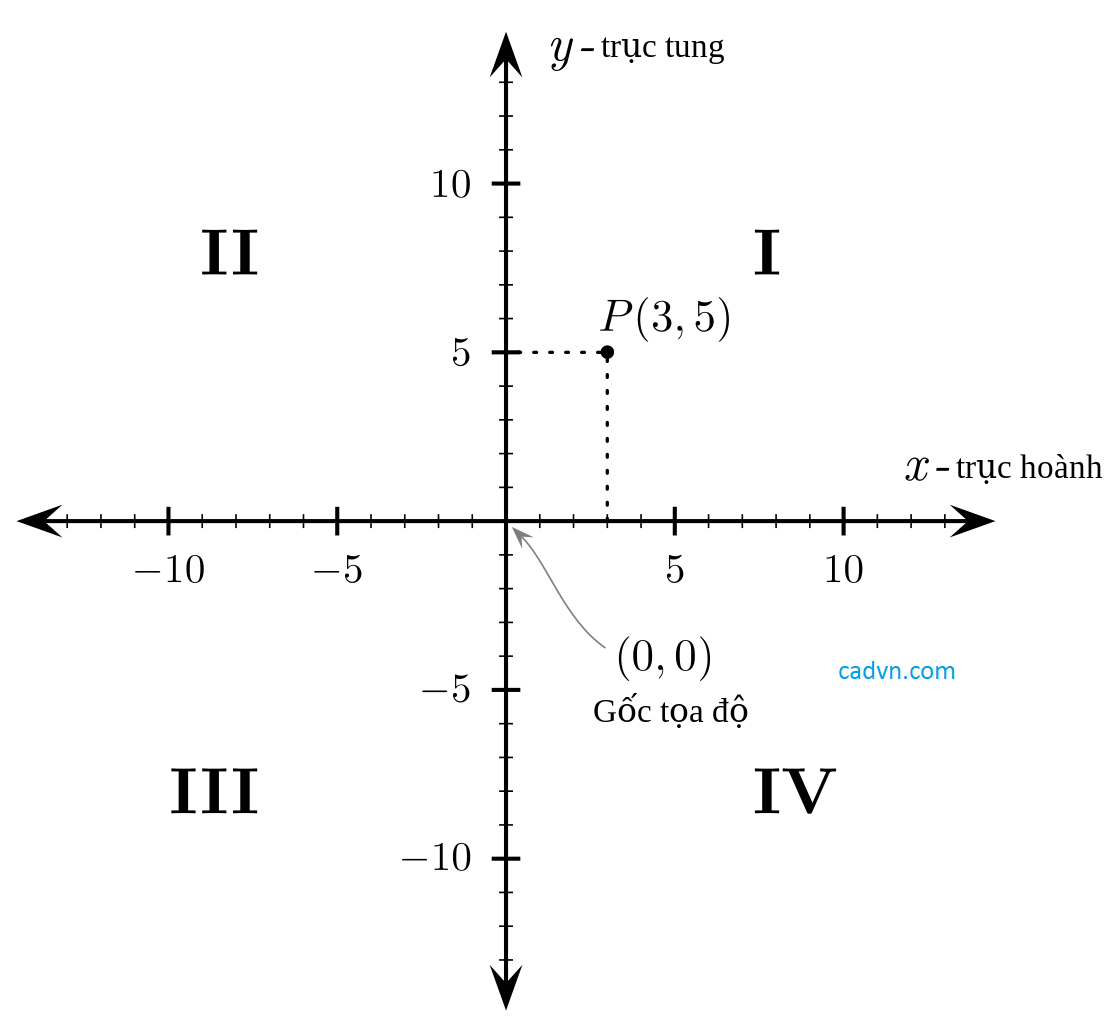 y - trục tung
10
II
I
P(3, 5)
5
x - trục hoành
−10
−5
5
10
(0, 0)
cadvn.com
−5
Gốc tọa độ
III
IV
−10